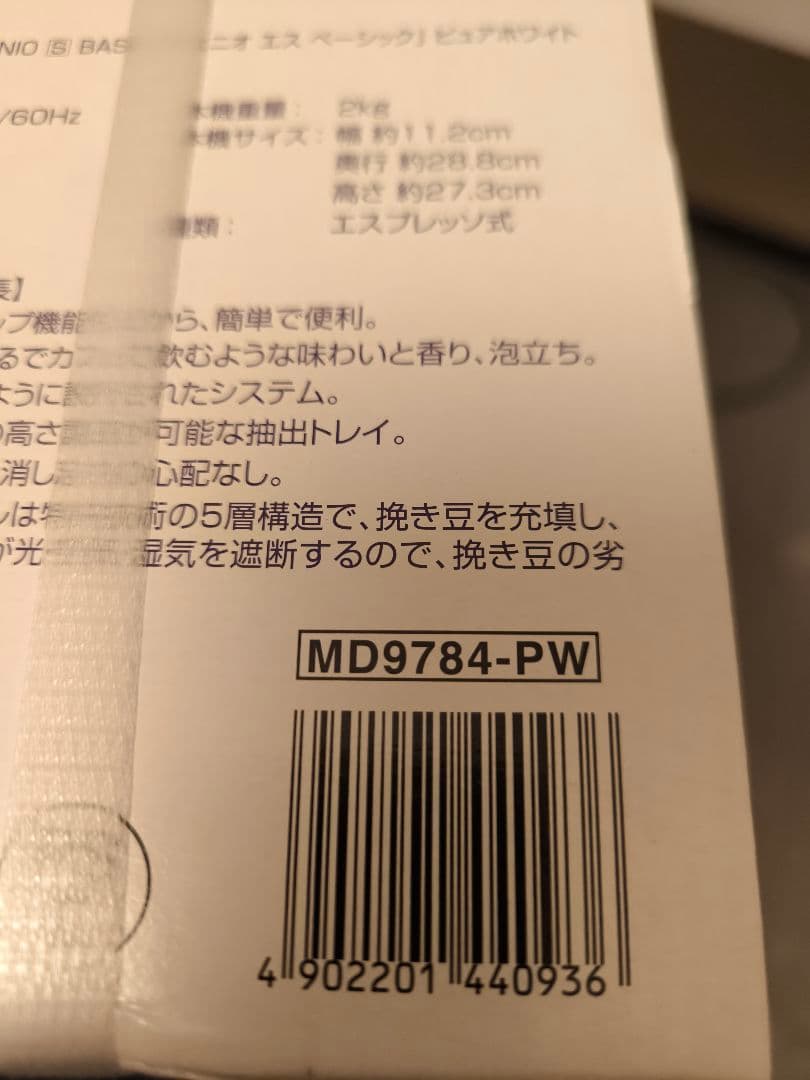 NIO S BAS ニオ エス ベーシック」 ピュアホワイト
/60Hz
機重量: 2kg
機サイズ: 幅 約11.2cm
奥行 約28.8cm
高さ 約27.3cm
種類: エスプレッソ式
表】
ップ機能 から、簡単で便利。
るでカ 飲むような味わいと香り、泡立ち。
ように されたシステム。
の高さ 可能な抽出トレイ。
消し 心配なし。
は特 術の5層構造で、挽き豆を充填し、
が光 湿気を遮断するので、挽き豆の劣
MD9784-PW
4 902201 440936